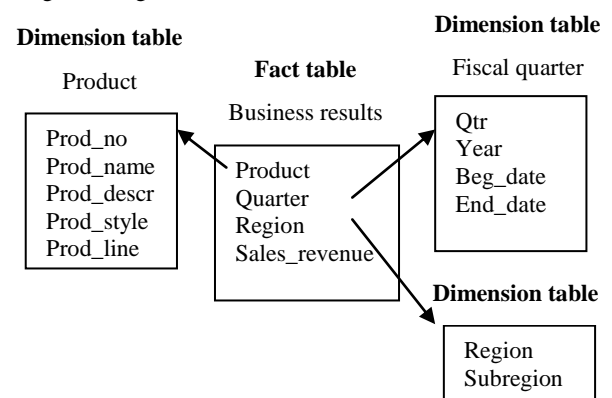 Dimension table
Product
Prod_no
Prod_name
Prod_descr
Prod_style
Prod_line
Fact table
Business results
Product
Quarter
Region
Sales_revenue
Dimension table
Fiscal quarter
Qtr
Year
Beg_date
End_date
Dimension table
Region
Subregion